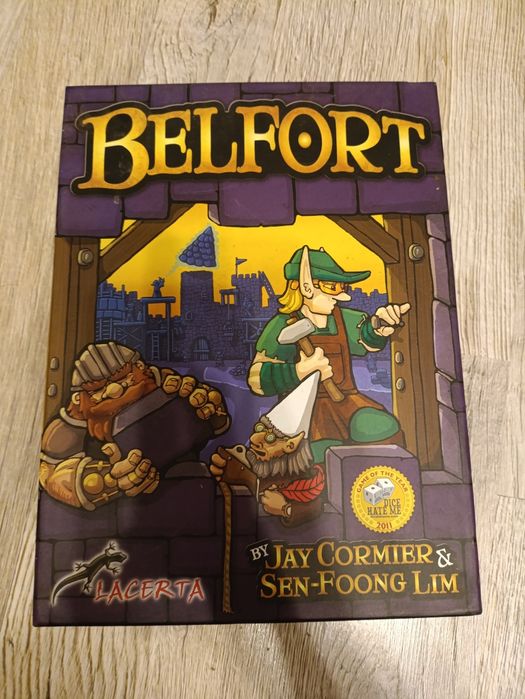 BELFORT
GAME OF THE YEAR
DICE
HATE ME
2011
BY JAY CORMIER &
SEN-FOONG LIM
LACERTA